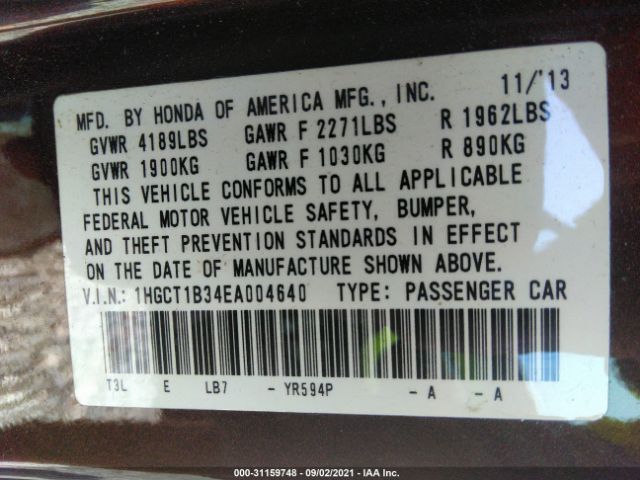 MFD. BY HONDA OF AMERICA MFG., INC. 11/'13
GVWR 4189LBS GAWR F 2271LBS R 1962LBS
GVWR 1900KG GAWR F 1030KG R 890KG
THIS VEHICLE CONFORMS TO ALL APPLICABLE
FEDERAL MOTOR VEHICLE SAFETY, BUMPER,
AND THEFT PREVENTION STANDARDS IN EFFECT
ON THE DATE OF MANUFACTURE SHOWN ABOVE.
V.I.N.: 1HGCT1B34EA004640 TYPE: PASSENGER CAR
T3L E LB7 - YR594P - A - A
000-31159748 - 09/02/2021 - IAA Inc.